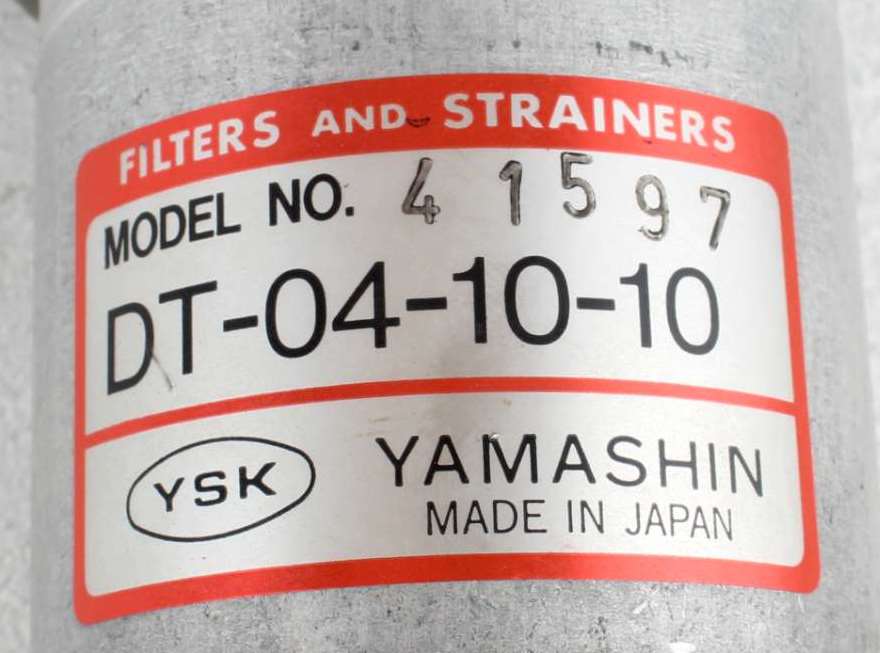 FILTERS AND STRAINERS
MODEL NO. 41597
DT-04-10-10
YSK YAMASHIN
MADE IN JAPAN